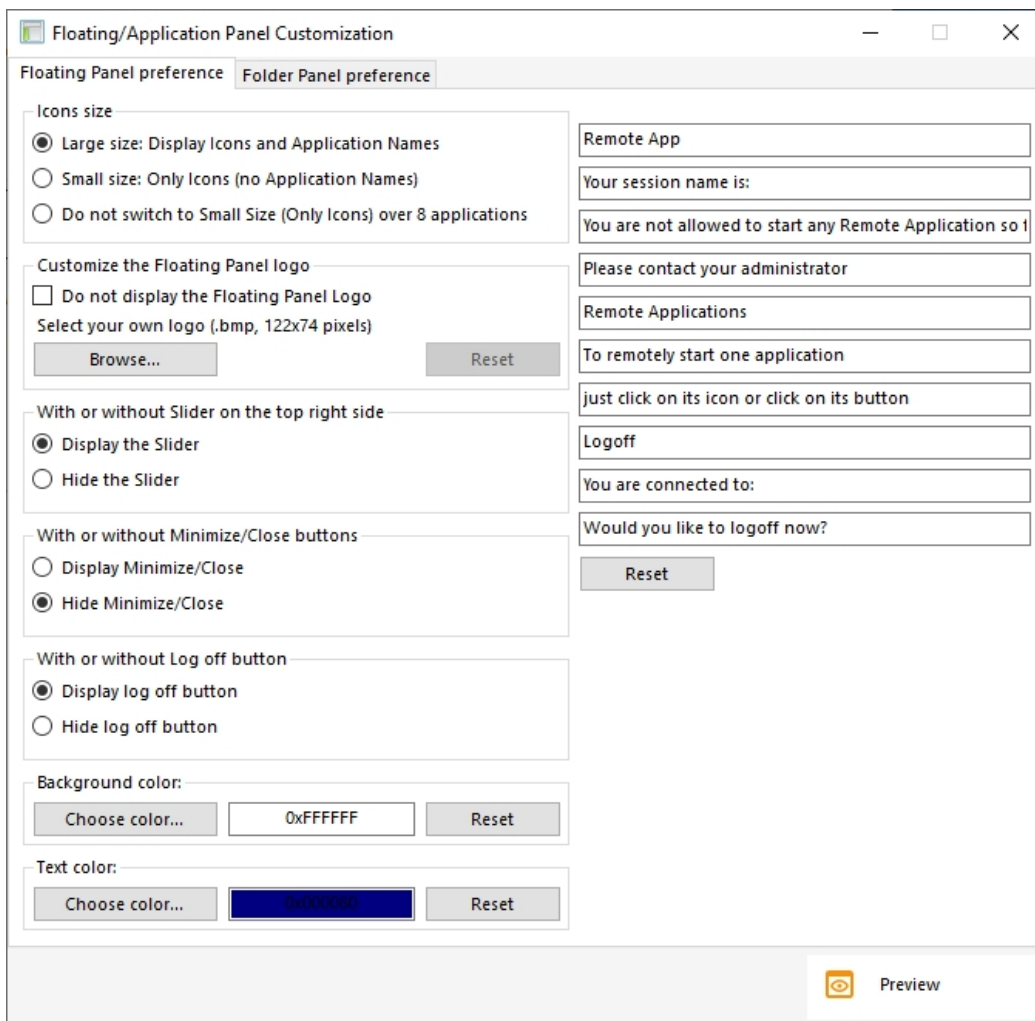 Floating/Application Panel Customization
Floating Panel preference
Folder Panel preference
Icons size
Large size: Display Icons and Application Names
Small size: Only Icons (no Application Names)
Do not switch to Small Size (Only Icons) over 8 applications
Customize the Floating Panel logo
Do not display the Floating Panel Logo
Select your own logo (.bmp, 122x74 pixels)
Browse...
Reset
With or without Slider on the top right side
Display the Slider
Hide the Slider
With or without Minimize/Close buttons
Display Minimize/Close
Hide Minimize/Close
With or without Log off button
Display log off button
Hide log off button
Background color:
Choose color...
0xFFFFFF
Reset
Text color:
Choose color...
0x000080
Reset
Remote App
Your session name is:
You are not allowed to start any Remote Application so
Please contact your administrator
Remote Applications
To remotely start one application
just click on its icon or click on its button
Logoff
You are connected to:
Would you like to logoff now?
Reset
Preview